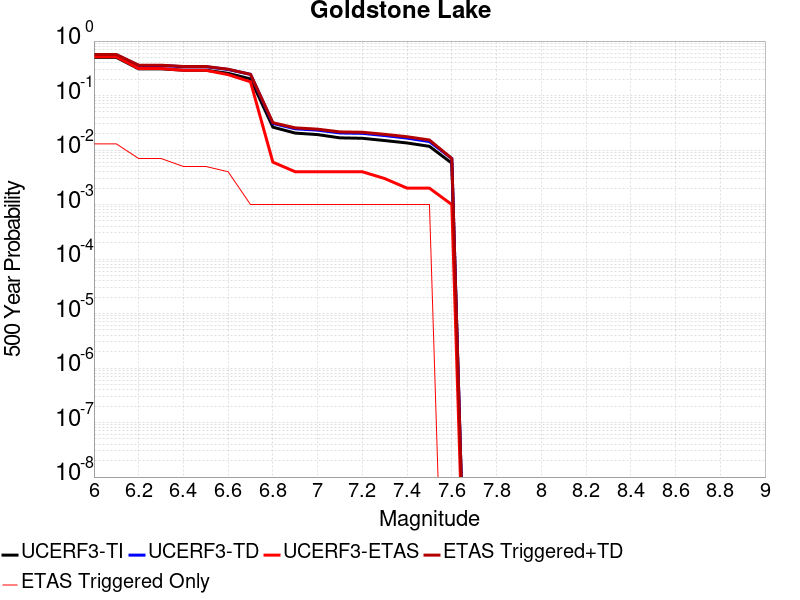 Goldstone Lake
10^0
10^-1
10^-2
10^-3
10^-4
10^-5
10^-6
10^-7
10^-8
500 Year Probability
6 6.2 6.4 6.6 6.8 7 7.2 7.4 7.6 7.8 8 8.2 8.4 8.6 8.8 9
Magnitude
UCERF3-TI UCERF3-TD UCERF3-ETAS ETAS Triggered+TD
ETAS Triggered Only